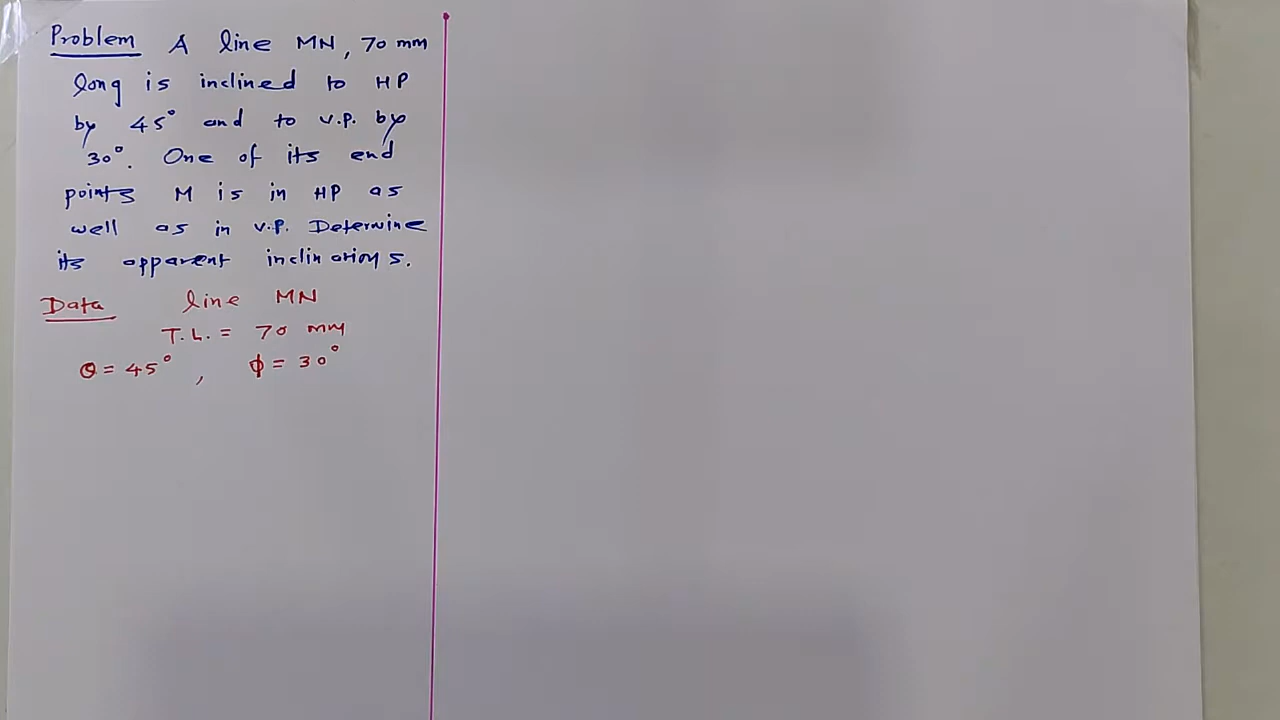 Problem A line MN, 70 mm
long is inclined to HP
by 45° and to v.p. by
30°. One of its end
points M is in HP as
well as in v.p. Determine
its apparent inclinations.
Data line MN
T.L. = 70 mm
θ = 45°, ϕ = 30°